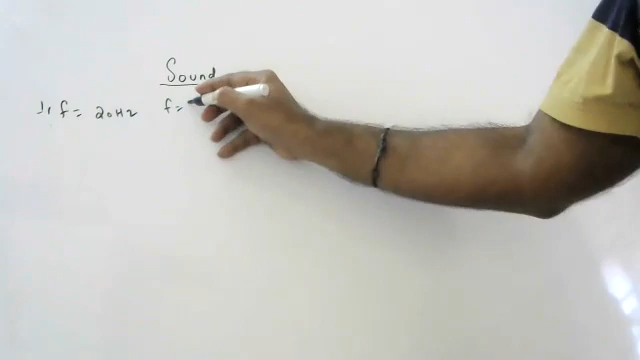 Sound
1, f = 20Hz f =